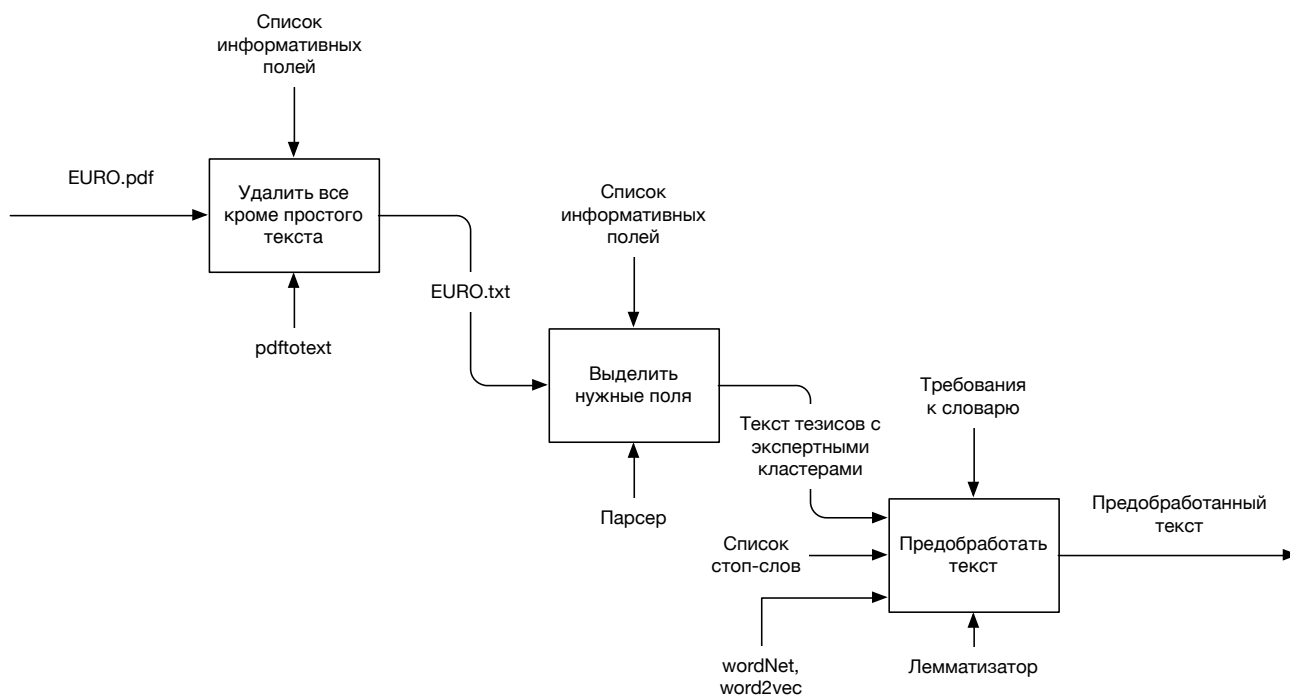 Список
информативных
полей
EURO.pdf
Удалить все
кроме простого
текста
pdftotext
EURO.txt
Список
информативных
полей
Выделить
нужные поля
Парсер
Текст тезисов с
экспертными
кластерами
Требования
к словарю
Список
стоп-слов
Предобработать
текст
Предобработанный
текст
wordNet,
word2vec
Лемматизатор